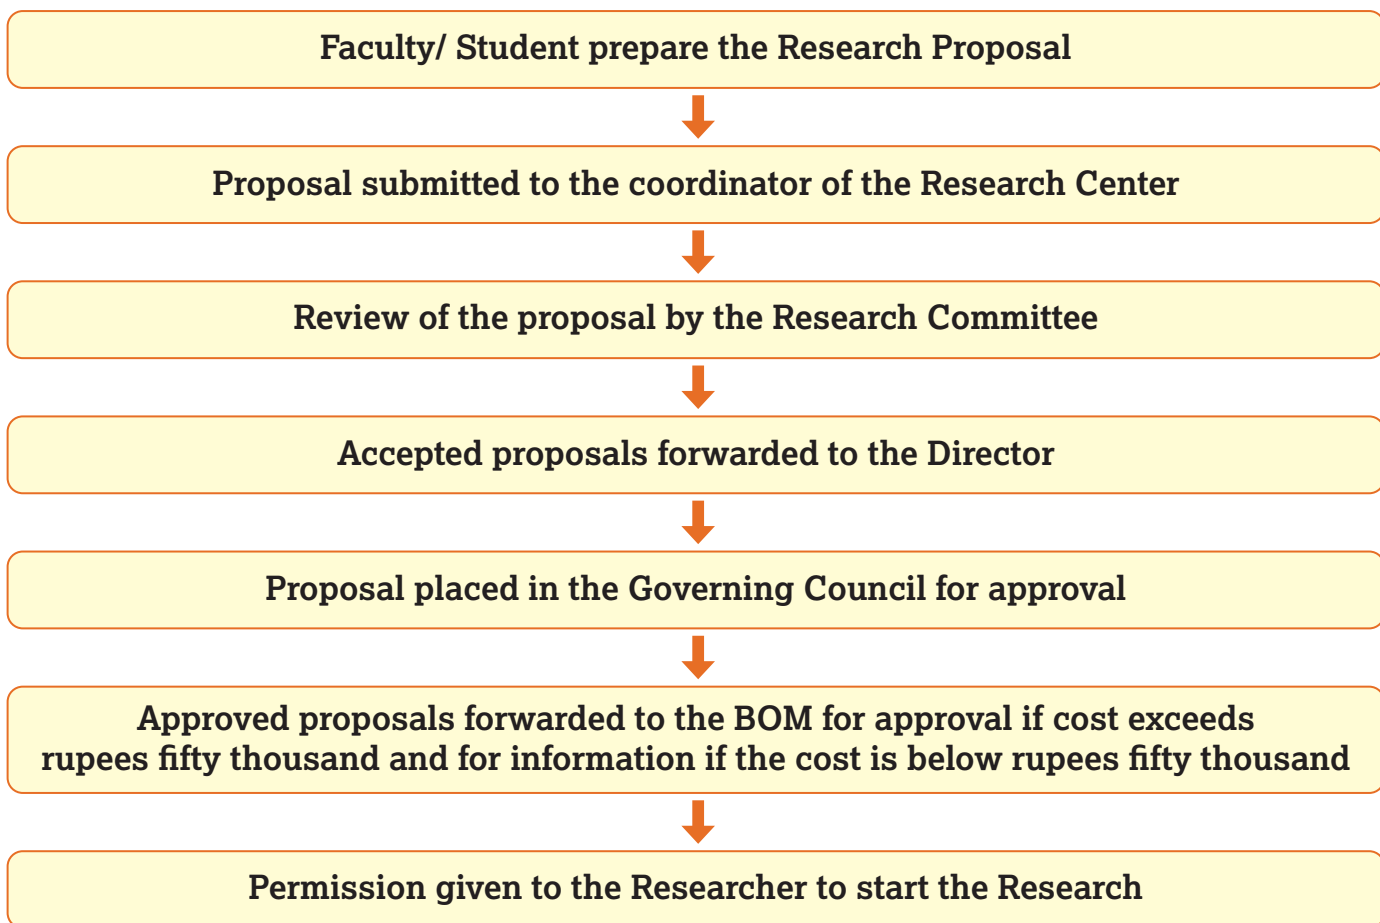 Faculty/ Student prepare the Research Proposal
Proposal submitted to the coordinator of the Research Center
Review of the proposal by the Research Committee
Accepted proposals forwarded to the Director
Proposal placed in the Governing Council for approval
Approved proposals forwarded to the BOM for approval if cost exceeds
rupees fifty thousand and for information if the cost is below rupees fifty thousand
Permission given to the Researcher to start the Research